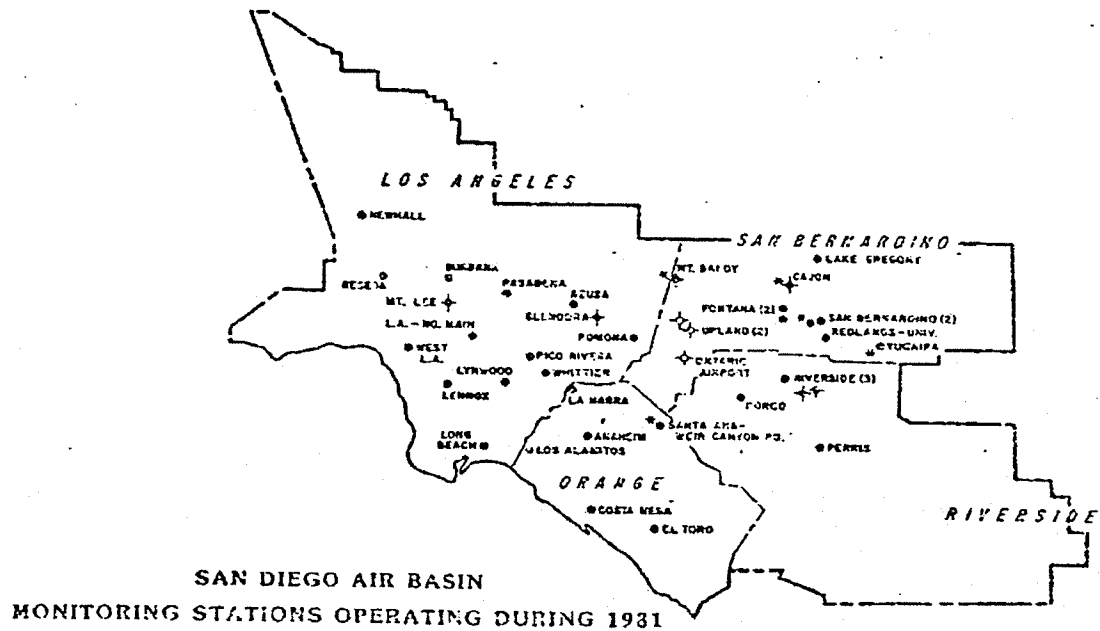 LOS ANGELES
NEWHALL
SAN BERNARDINO
LAKE GREGORY
RESEDA
BURBANK
MT. BALDY
CAJON
PASADENA
AZUSA
MT. LEE
GLENDORA
FONTANA (2)
SAN BERNARDINO (2)
L.A.-NO. MAIN
UPLAND (2)
REDLANDS-UNIV.
POMONA
YUCAIPA
WEST
L.A.
PICO RIVERA
ONTARIO
AIRPORT
LYNWOOD
WHITTIER
RIVERSIDE (3)
LENNOX
LA HABRA
NORCO
SANTA ANA-
WEIR CANYON RD.
LONG
BEACH
ANAHEIM
LOS ALAMITOS
PERRIS
ORANGE
COSTA MESA
EL TORO
RIVERSIDE
SAN DIEGO AIR BASIN
MONITORING STATIONS OPERATING DURING 1981